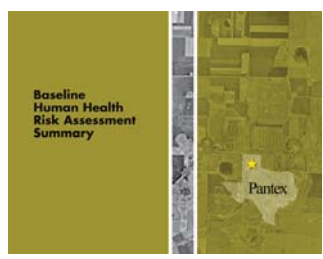 Baseline
Human Health
Risk Assessment
Summary
Pantex